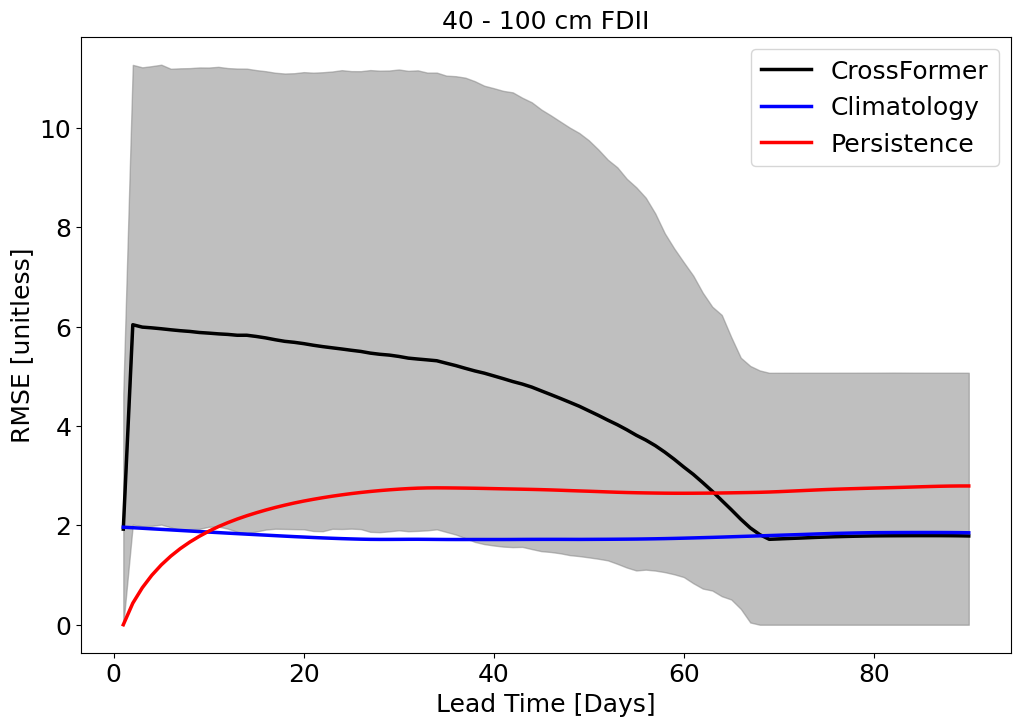 40 - 100 cm FDII
CrossFormer
Climatology
Persistence
RMSE [unitless]
10
8
6
4
2
0
0 20 40 60 80
Lead Time [Days]